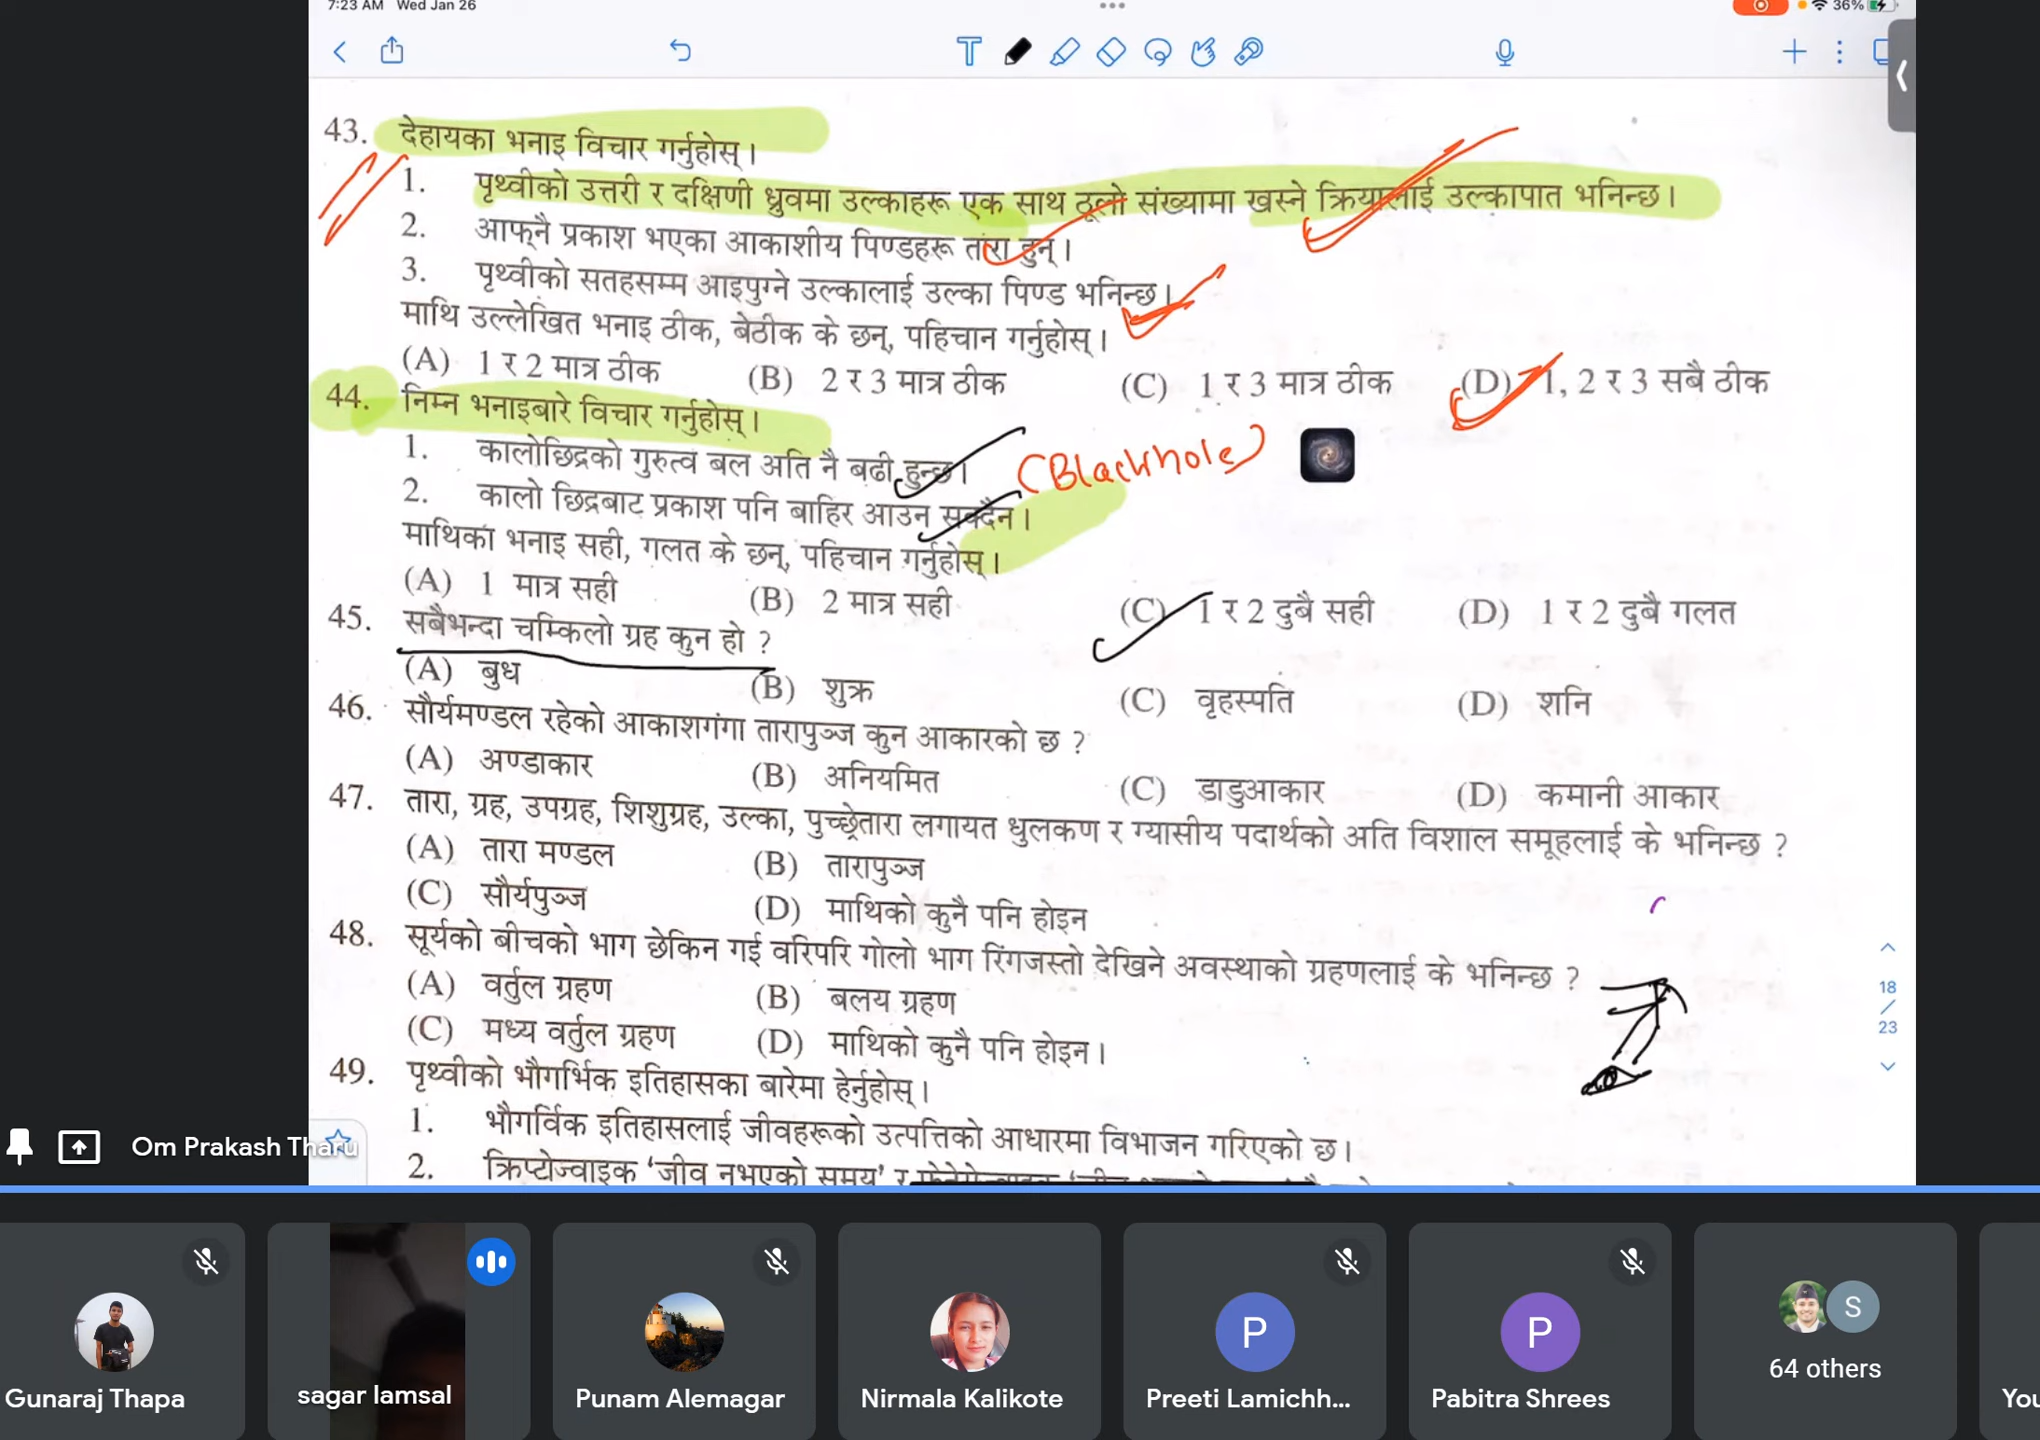 7:23 AM Wed Jan 26
36%
43. देहायका भनाइ विचार गर्नुहोस्।
1. पृथ्वीको उत्तरी र दक्षिणी ध्रुवमा उल्काहरू एक साथ ठूलो संख्यामा खस्ने क्रियालाई उल्कापात भनिन्छ।
2. आफ्नै प्रकाश भएका आकाशीय पिण्डहरू तारा हुन्।
3. पृथ्वीको सतहसम्म आइपुग्ने उल्कालाई उल्का पिण्ड भनिन्छ।
माथि उल्लेखित भनाइ ठीक, बेठीक के छन्, पहिचान गर्नुहोस्।
(A) 1 र 2 मात्र ठीक (B) 2 र 3 मात्र ठीक (C) 1 र 3 मात्र ठीक (D) 1, 2 र 3 सबै ठीक
44. निम्न भनाइबारे विचार गर्नुहोस्।
1. कालोछिद्रको गुरुत्व बल अति नै बढी हुन्छ। (Blackhole)
2. कालो छिद्रबाट प्रकाश पनि बाहिर आउन सक्दैन।
माथिका भनाइ सही, गलत के छन्, पहिचान गर्नुहोस्।
(A) 1 मात्र सही (B) 2 मात्र सही (C) 1 र 2 दुबै सही (D) 1 र 2 दुबै गलत
45. सबैभन्दा चम्किलो ग्रह कुन हो ?
(A) बुध (B) शुक्र (C) वृहस्पति (D) शनि
46. सौर्यमण्डल रहेको आकाशगंगा तारापुञ्ज कुन आकारको छ ?
(A) अण्डाकार (B) अनियमित (C) डाडुआकार (D) कमानी आकार
47. तारा, ग्रह, उपग्रह, शिशुग्रह, उल्का, पुच्छ्रेतारा लगायत धुलकण र ग्यासीय पदार्थको अति विशाल समूहलाई के भनिन्छ ?
(A) तारा मण्डल (B) तारापुञ्ज
(C) सौर्यपुञ्ज (D) माथिको कुनै पनि होइन
48. सूर्यको बीचको भाग छेकिन गई वरिपरि गोलो भाग रिंगजस्तो देखिने अवस्थाको ग्रहणलाई के भनिन्छ ?
(A) वर्तुल ग्रहण (B) बलय ग्रहण
(C) मध्य वर्तुल ग्रहण (D) माथिको कुनै पनि होइन।
18
/
23
49. पृथ्वीको भौगर्भिक इतिहासका बारेमा हेर्नुहोस्।
1. भौगर्विक इतिहासलाई जीवहरूको उत्पत्तिको आधारमा विभाजन गरिएको छ।
2. क्रिप्टोज्वाइक 'जीव नभएको समय' र
Om Prakash Tharu
Gunaraj Thapa
sagar lamsal
Punam Alemagar
Nirmala Kalikote
P
Preeti Lamichh...
P
Pabitra Shrees
S
64 others
You